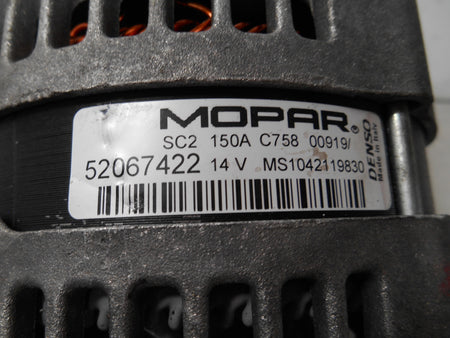 MOPAR®
SC2 150A C758 00919/
52067422 14 V MS1042119830
DENSO
Made in Italy